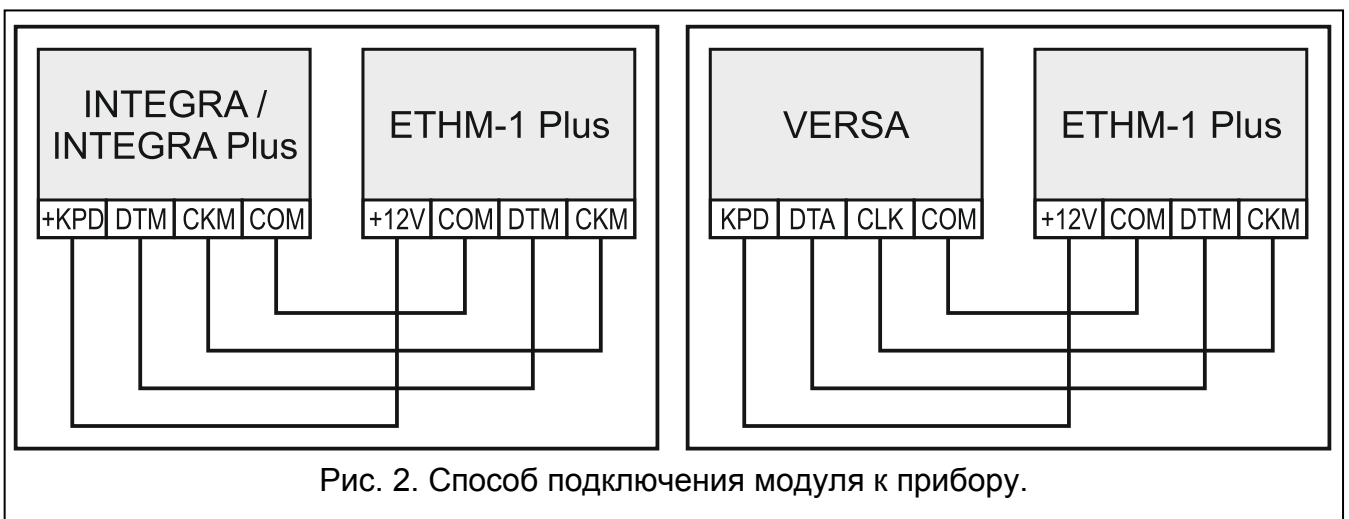 INTEGRA /
INTEGRA Plus
+KPD DTM CKM COM
ETHM-1 Plus
+12V COM DTM CKM
VERSA
KPD DTA CLK COM
ETHM-1 Plus
+12V COM DTM CKM
Рис. 2. Способ подключения модуля к прибору.